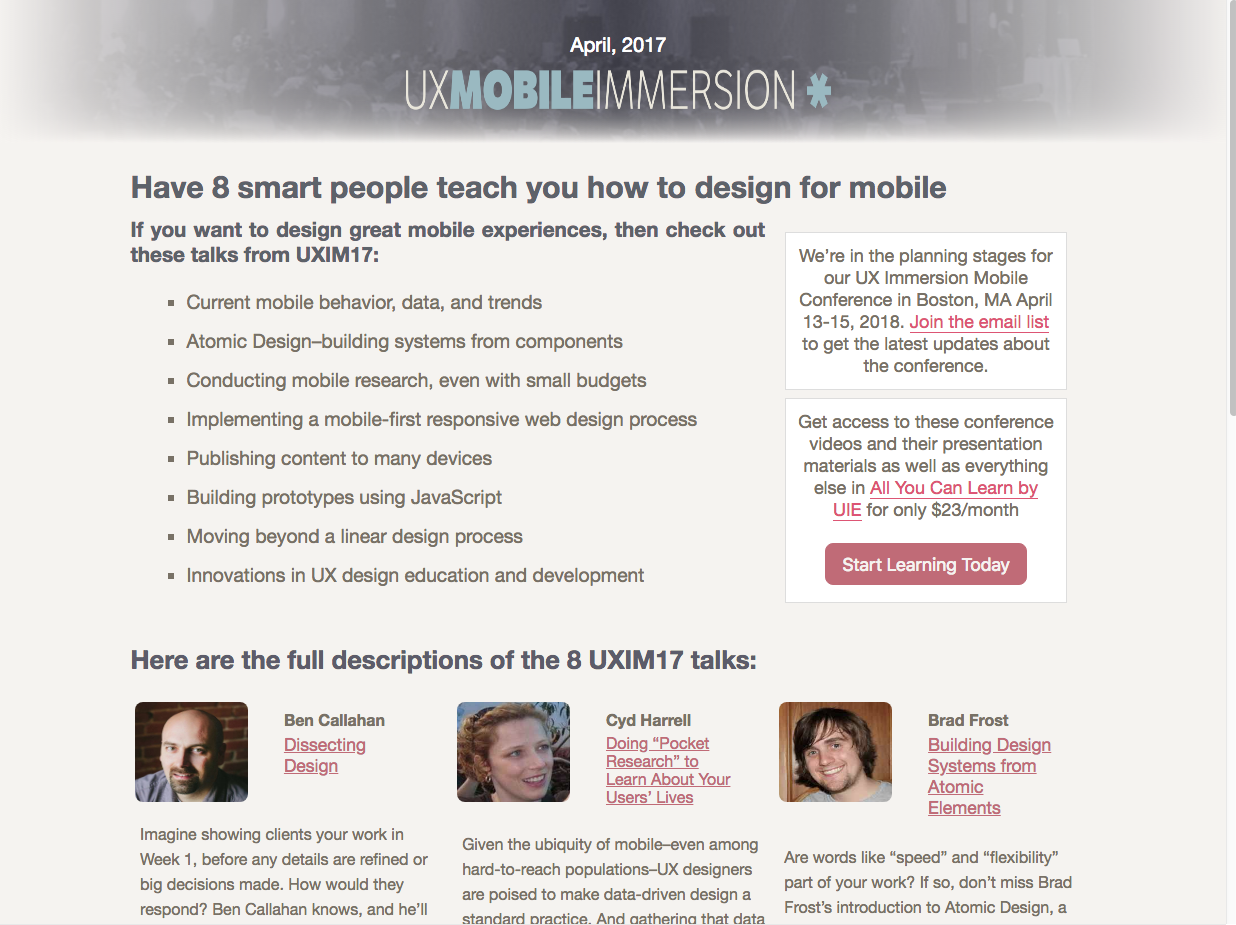 April, 2017
UXMOBILEIMMERSION *
Have 8 smart people teach you how to design for mobile
If you want to design great mobile experiences, then check out
these talks from UXIM17:
Current mobile behavior, data, and trends
Atomic Design–building systems from components
Conducting mobile research, even with small budgets
Implementing a mobile-first responsive web design process
Publishing content to many devices
Building prototypes using JavaScript
Moving beyond a linear design process
Innovations in UX design education and development
We’re in the planning stages for
our UX Immersion Mobile
Conference in Boston, MA April
13-15, 2018. Join the email list
to get the latest updates about
the conference.
Get access to these conference
videos and their presentation
materials as well as everything
else in All You Can Learn by
UIE for only $23/month
Start Learning Today
Here are the full descriptions of the 8 UXIM17 talks:
Ben Callahan
Dissecting
Design
Imagine showing clients your work in
Week 1, before any details are refined or
big decisions made. How would they
respond? Ben Callahan knows, and he’ll
Cyd Harrell
Doing “Pocket
Research” to
Learn About Your
Users’ Lives
Given the ubiquity of mobile–even among
hard-to-reach populations–UX designers
are poised to make data-driven design a
standard practice. And gathering that data
Brad Frost
Building Design
Systems from
Atomic
Elements
Are words like “speed” and “flexibility”
part of your work? If so, don’t miss Brad
Frost’s introduction to Atomic Design, a